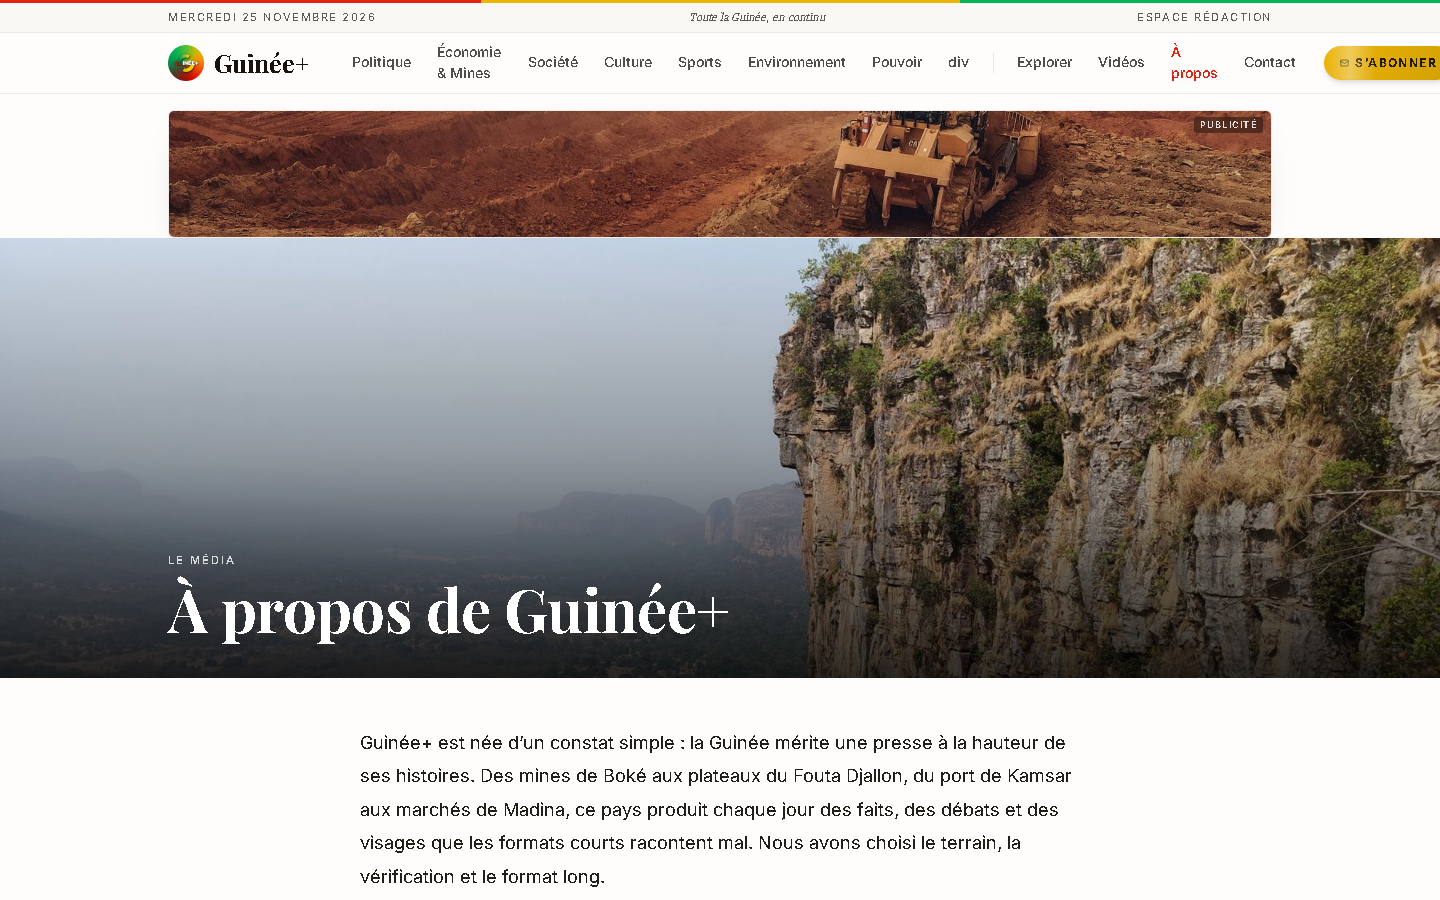 MERCREDI 25 NOVEMBRE 2026
Toute la Guinée, en continu
ESPACE RÉDACTION
Guinée+
Politique
Économie
& Mines
Société
Culture
Sports
Environnement
Pouvoir
div
Explorer
Vidéos
À
propos
Contact
S'ABONNER
PUBLICITÉ
LE MÉDIA
À propos de Guinée+
Guinée+ est née d’un constat simple : la Guinée mérite une presse à la hauteur de
ses histoires. Des mines de Boké aux plateaux du Fouta Djallon, du port de Kamsar
aux marchés de Madina, ce pays produit chaque jour des faits, des débats et des
visages que les formats courts racontent mal. Nous avons choisi le terrain, la
vérification et le format long.